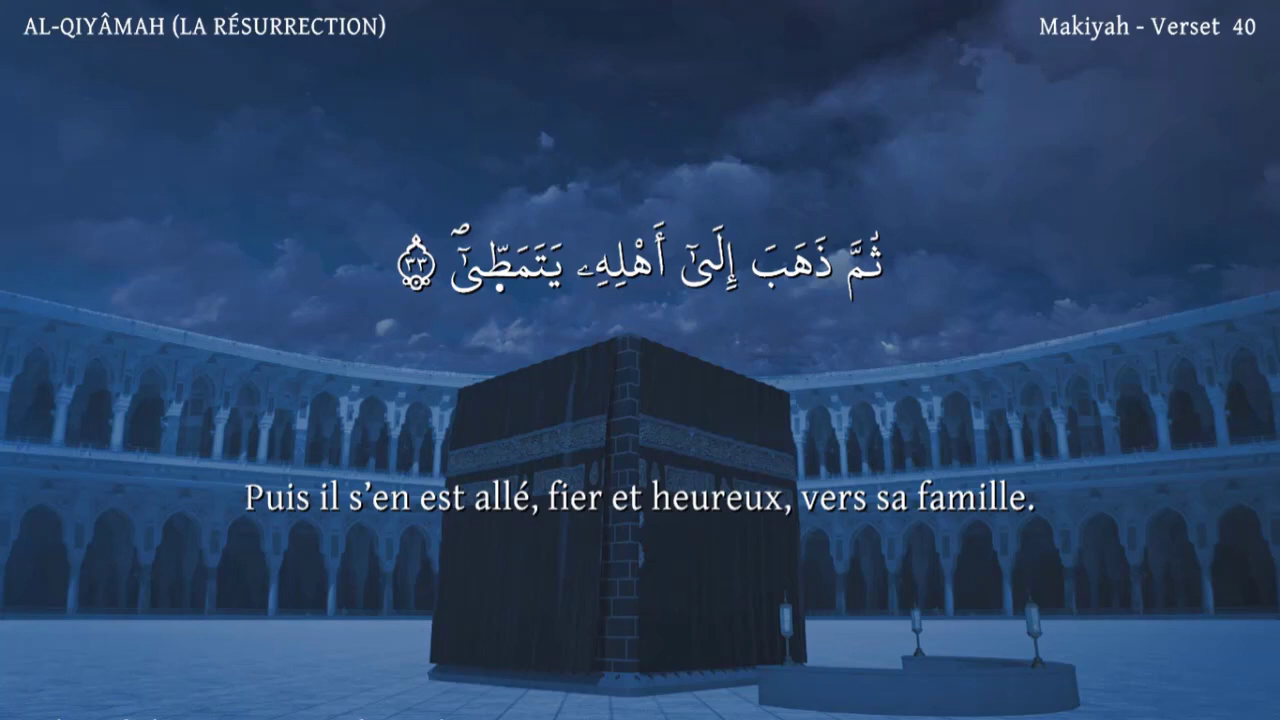 AL-QIYÂMAH (LA RÉSURRECTION)
Makiyah - Verset 40
ثُمَّ ذَهَبَ إِلَىٰٓ أَهْلِهِۦ يَتَمَطَّىٰٓ ۝٣٣
Puis il s’en est allé, fier et heureux, vers sa famille.